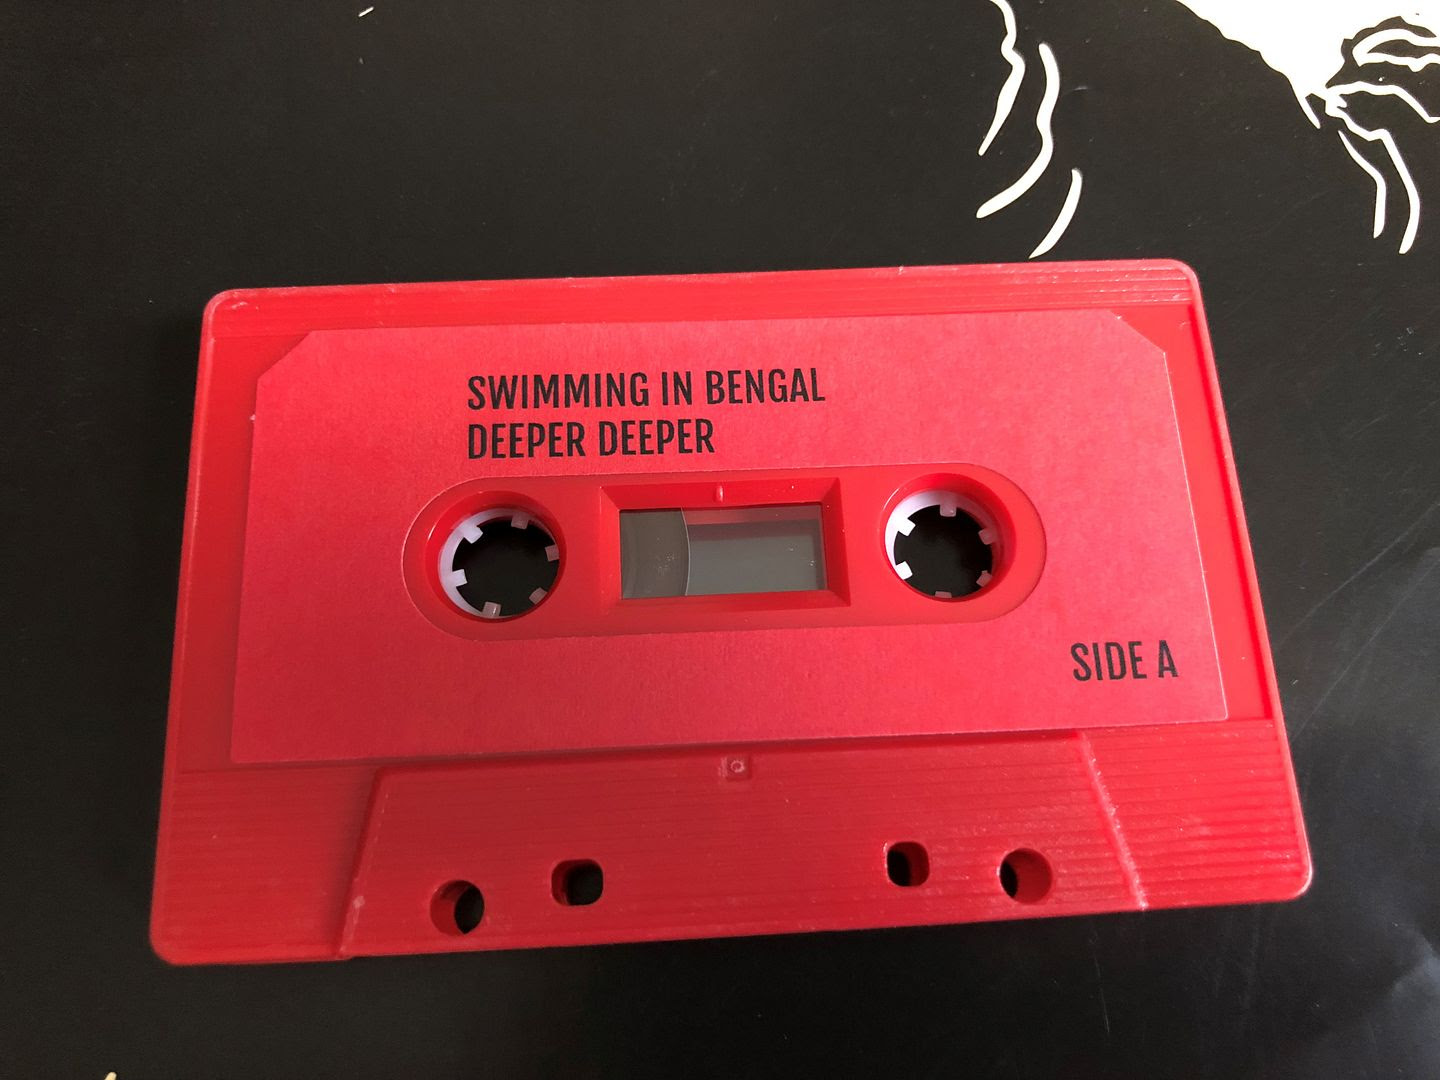 SWIMMING IN BENGAL
DEEPER DEEPER
SIDE A